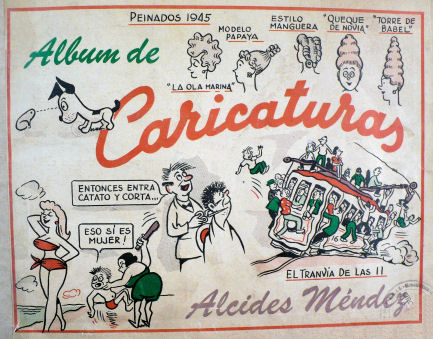 PEINADOS 1945
MODELO
PAPAYA
ESTILO
MANGUERA
"QUEQUE
DE NOVIA"
"TORRE DE
BABEL"
Album de
"LA OLA MARINA"
Caricaturas
ENTONCES ENTRA
CATATO Y CORTA...
ESO SÍ ES
MUJER!
EL TRANVÍA DE LAS 11
Alcides Méndez